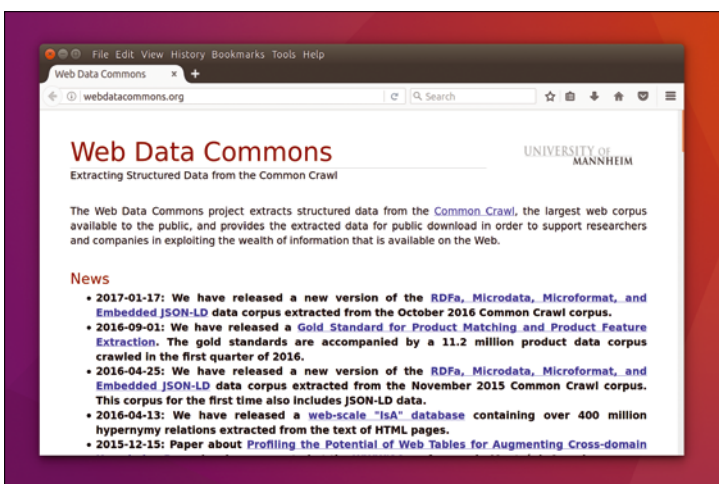 File Edit View History Bookmarks Tools Help
Web Data Commons
webdatacommons.org
Search
Web Data Commons
UNIVERSITY OF
MANNHEIM
Extracting Structured Data from the Common Crawl
The Web Data Commons project extracts structured data from the Common Crawl, the largest web corpus
available to the public, and provides the extracted data for public download in order to support researchers
and companies in exploiting the wealth of information that is available on the Web.
News
• 2017-01-17: We have released a new version of the RDFa, Microdata, Microformat, and
Embedded JSON-LD data corpus extracted from the October 2016 Common Crawl corpus.
• 2016-09-01: We have released a Gold Standard for Product Matching and Product Feature
Extraction. The gold standards are accompanied by a 11.2 million product data corpus
crawled in the first quarter of 2016.
• 2016-04-25: We have released a new version of the RDFa, Microdata, Microformat, and
Embedded JSON-LD data corpus extracted from the November 2015 Common Crawl corpus.
This corpus for the first time also includes JSON-LD data.
• 2016-04-13: We have released a web-scale "IsA" database containing over 400 million
hypernymy relations extracted from the text of HTML pages.
• 2015-12-15: Paper about Profiling the Potential of Web Tables for Augmenting Cross-domain